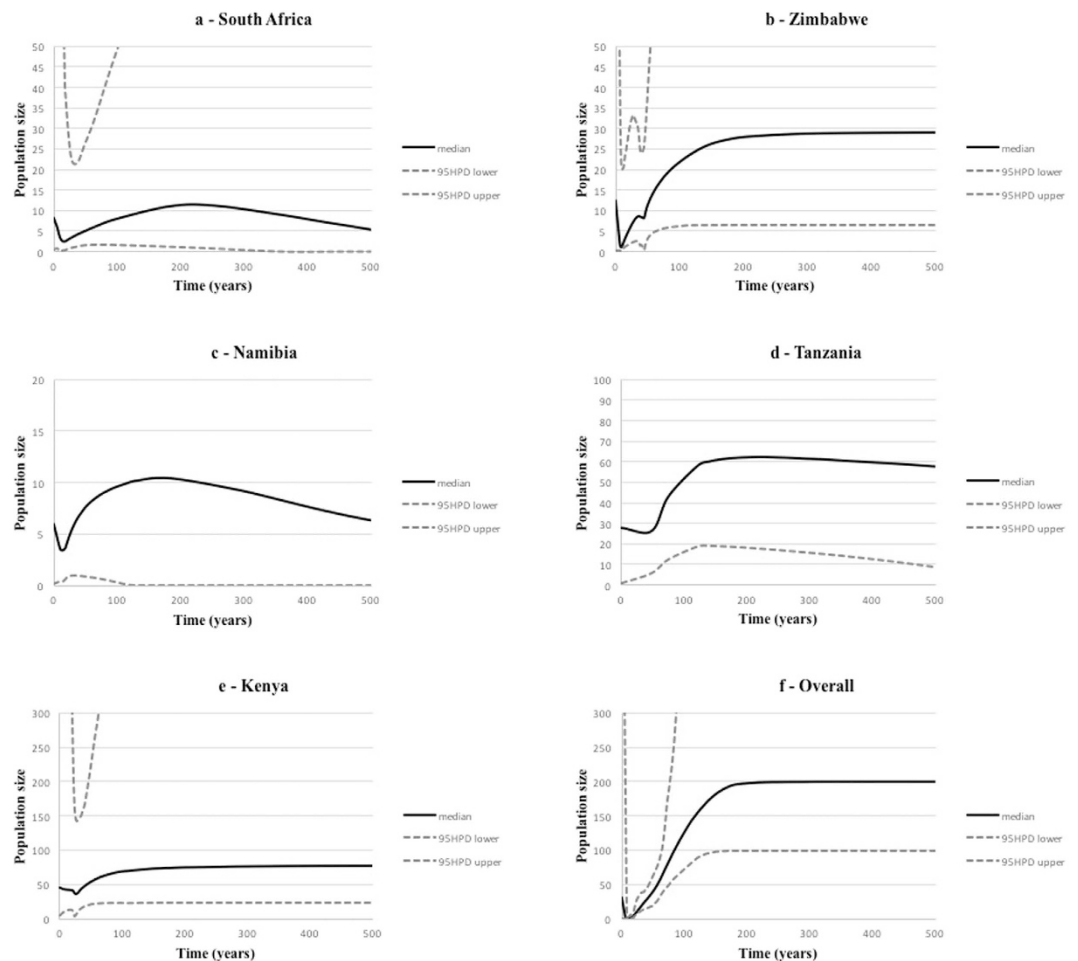 a - South Africa
Population size
50
45
40
35
30
25
20
15
10
5
0
0 100 200 300 400 500
Time (years)
median
95HPD lower
95HPD upper
b - Zimbabwe
Population size
50
45
40
35
30
25
20
15
10
5
0
0 100 200 300 400 500
Time (years)
median
95HPD lower
95HPD upper
c - Namibia
Population size
20
15
10
5
0
0 100 200 300 400 500
Time (years)
median
95HPD lower
95HPD upper
d - Tanzania
Population size
100
90
80
70
60
50
40
30
20
10
0
0 100 200 300 400 500
Time (years)
median
95HPD lower
95HPD upper
e - Kenya
Population size
300
250
200
150
100
50
0
0 100 200 300 400 500
Time (years)
median
95HPD lower
95HPD upper
f - Overall
Population size
300
250
200
150
100
50
0
0 100 200 300 400 500
Time (years)
median
95HPD lower
95HPD upper